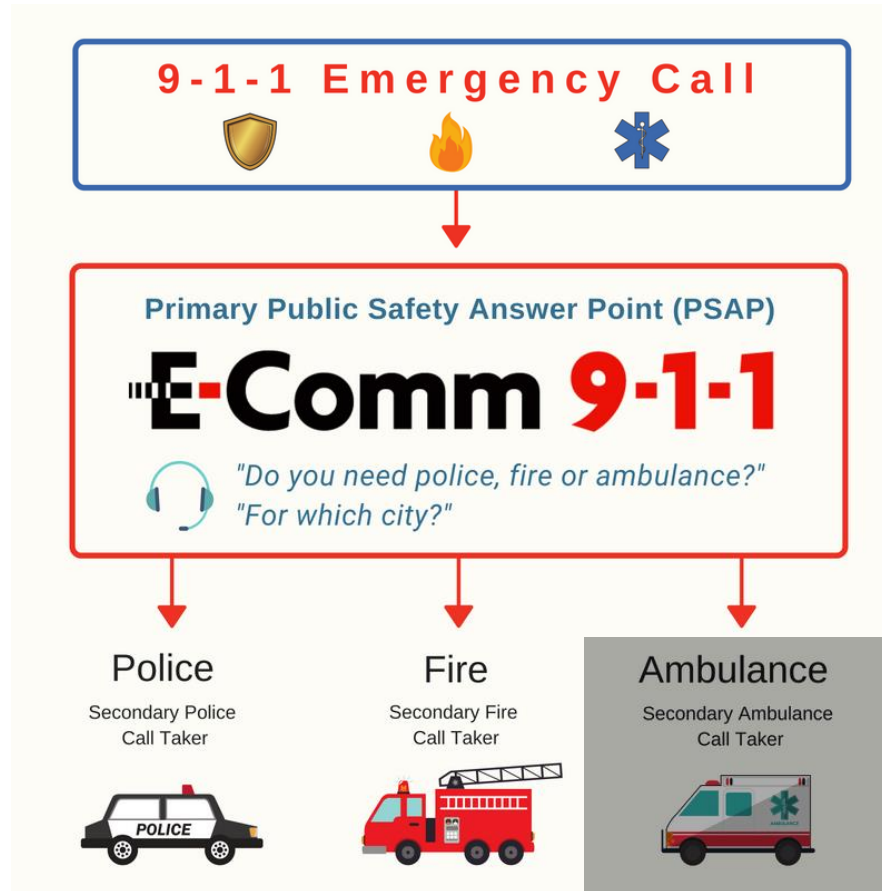 9-1-1 Emergency Call
Primary Public Safety Answer Point (PSAP)
E-Comm 9-1-1
"Do you need police, fire or ambulance?"
"For which city?"
Police
Secondary Police
Call Taker
Fire
Secondary Fire
Call Taker
Ambulance
Secondary Ambulance
Call Taker
POLICE
AMBULANCE